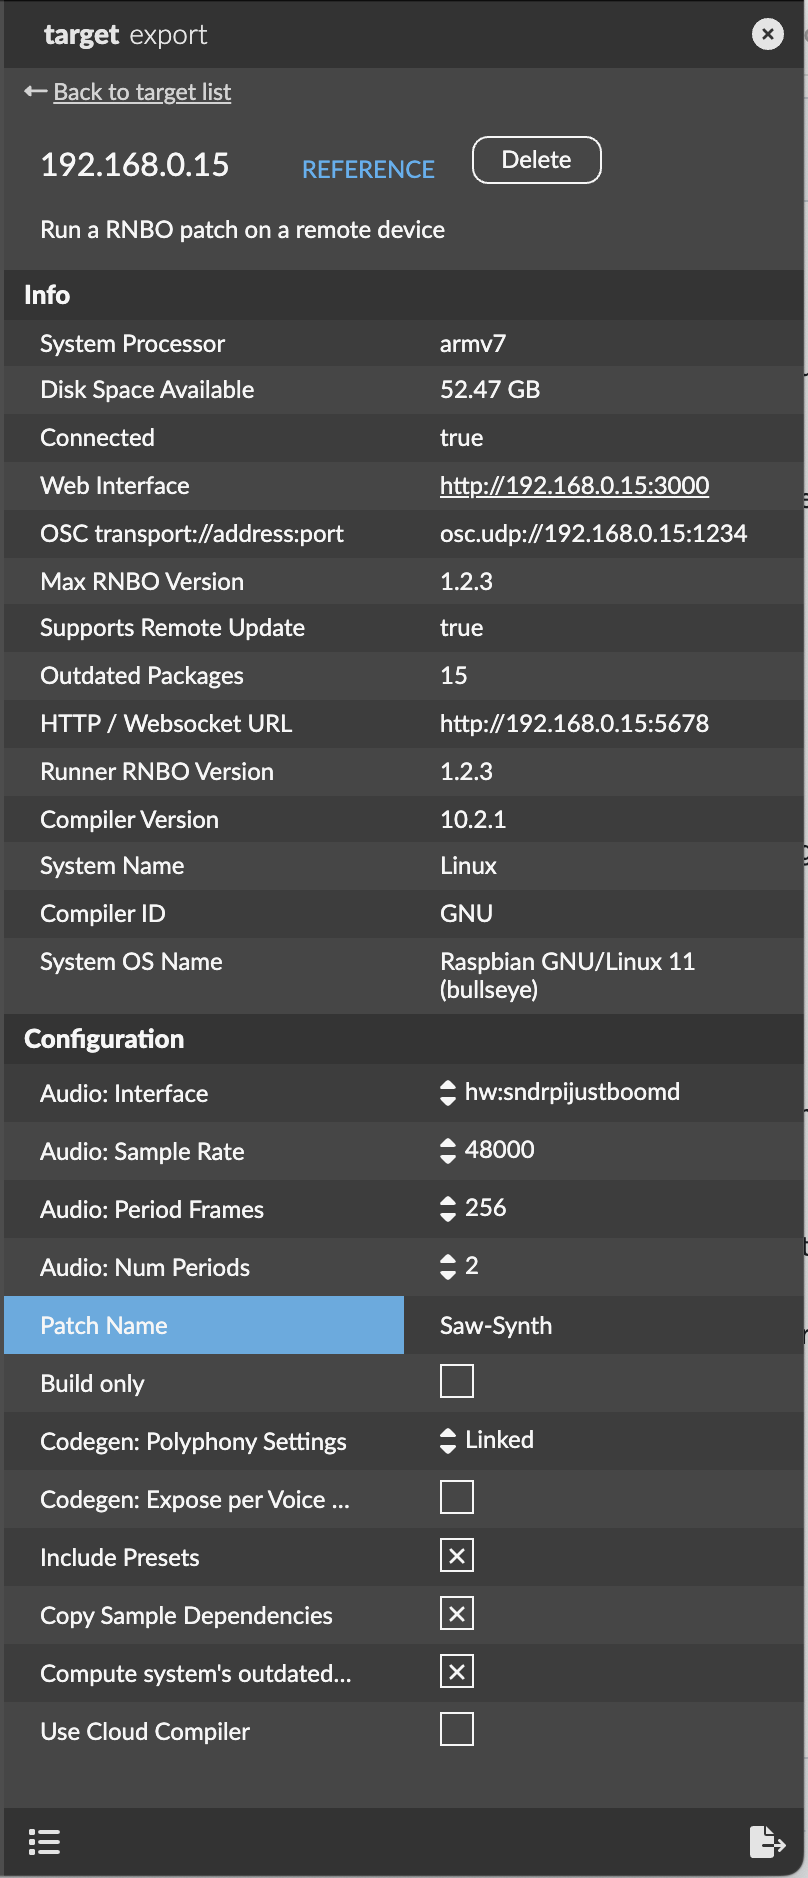 target export
Back to target list
192.168.0.15 REFERENCE Delete
Run a RNBO patch on a remote device
Info
System Processor armv7
Disk Space Available 52.47 GB
Connected true
Web Interface http://192.168.0.15:3000
OSC transport://address:port osc.udp://192.168.0.15:1234
Max RNBO Version 1.2.3
Supports Remote Update true
Outdated Packages 15
HTTP / Websocket URL http://192.168.0.15:5678
Runner RNBO Version 1.2.3
Compiler Version 10.2.1
System Name Linux
Compiler ID GNU
System OS Name Raspbian GNU/Linux 11
(bullseye)
Configuration
Audio: Interface hw:sndrpijustboomd
Audio: Sample Rate 48000
Audio: Period Frames 256
Audio: Num Periods 2
Patch Name Saw-Synth
Build only
Codegen: Polyphony Settings Linked
Codegen: Expose per Voice ...
Include Presets
Copy Sample Dependencies
Compute system's outdated...
Use Cloud Compiler